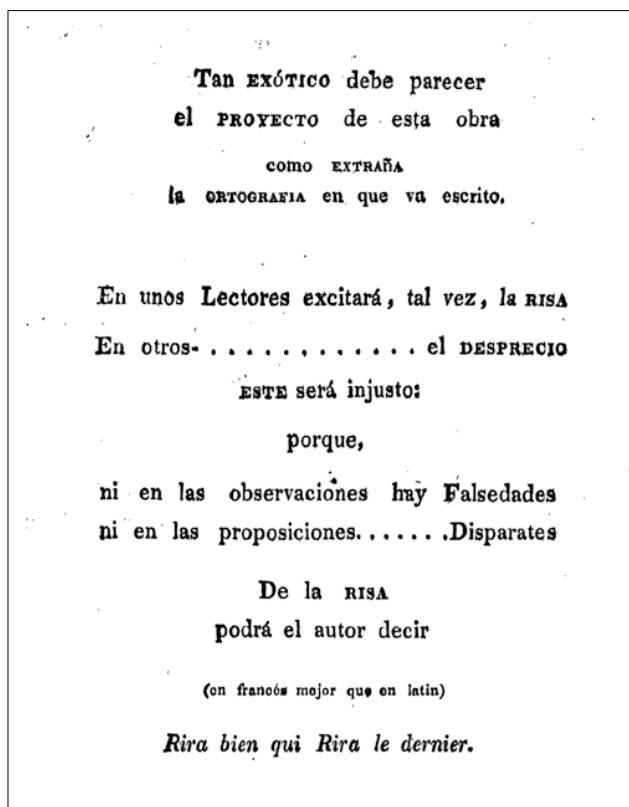 Tan EXÓTICO debe parecer
el PROYECTO de esta obra
como EXTRAÑA
la ORTOGRAFIA en que va escrito.
En unos Lectores excitará, tal vez, la RISA
En otros- . . . . . . . . . . . . . el DESPRECIO
ESTE será injusto:
porque,
ni en las observaciones hay Falsedades
ni en las proposiciones. . . . . . .Disparates
De la RISA
podrá el autor decir
(en francés mejor que en latin)
Rira bien qui Rira le dernier.